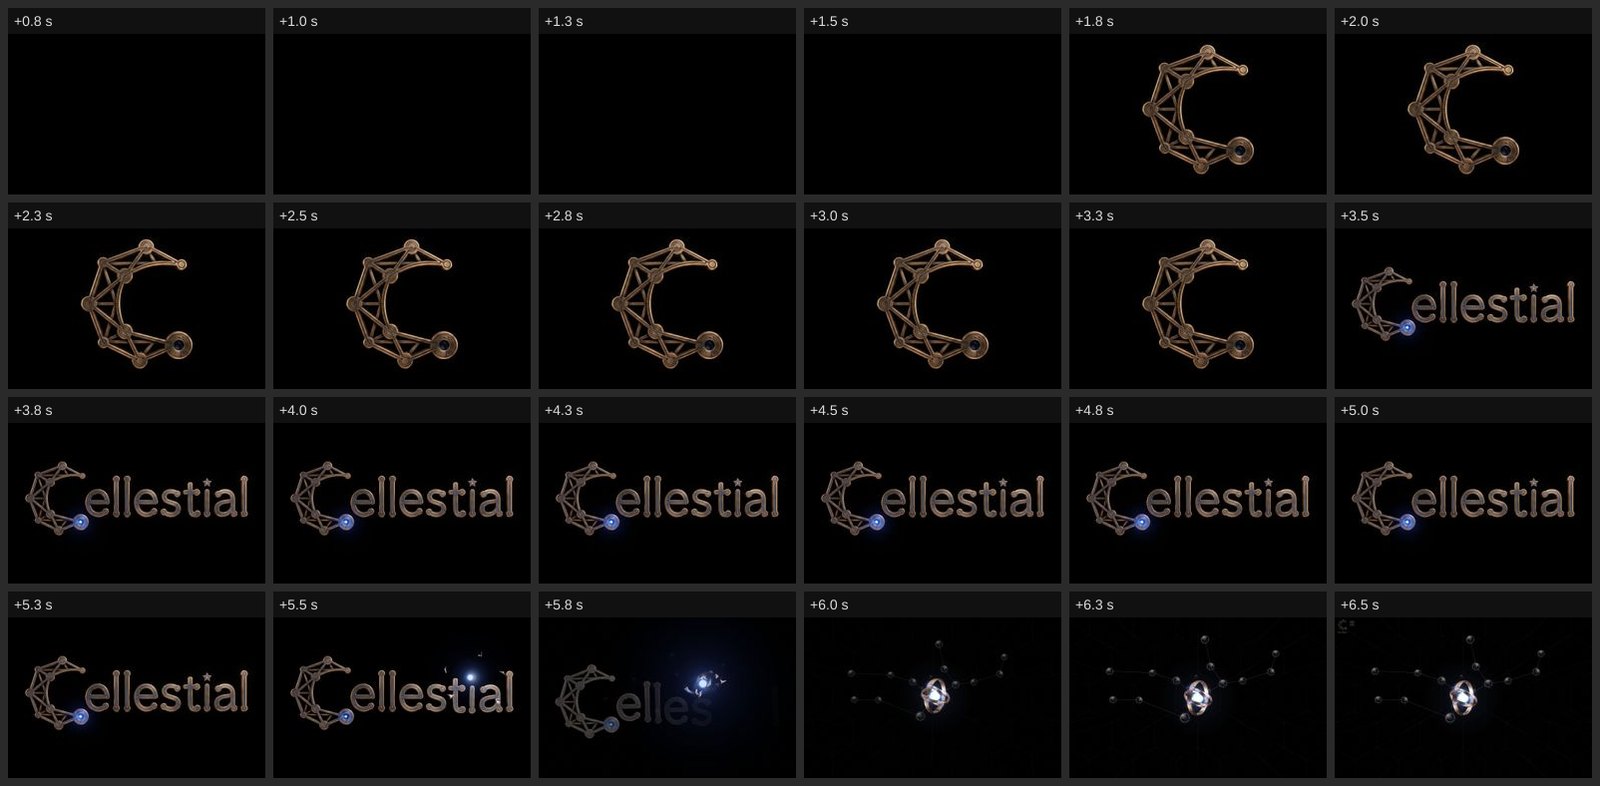 +0.8 s +1.0 s +1.3 s +1.5 s +1.8 s +2.0 s
C C
+2.3 s +2.5 s +2.8 s +3.0 s +3.3 s +3.5 s
C C C C C Cellestial
+3.8 s +4.0 s +4.3 s +4.5 s +4.8 s +5.0 s
Cellestial Cellestial Cellestial Cellestial Cellestial Cellestial
+5.3 s +5.5 s +5.8 s +6.0 s +6.3 s +6.5 s
Cellestial Cellestial Celles